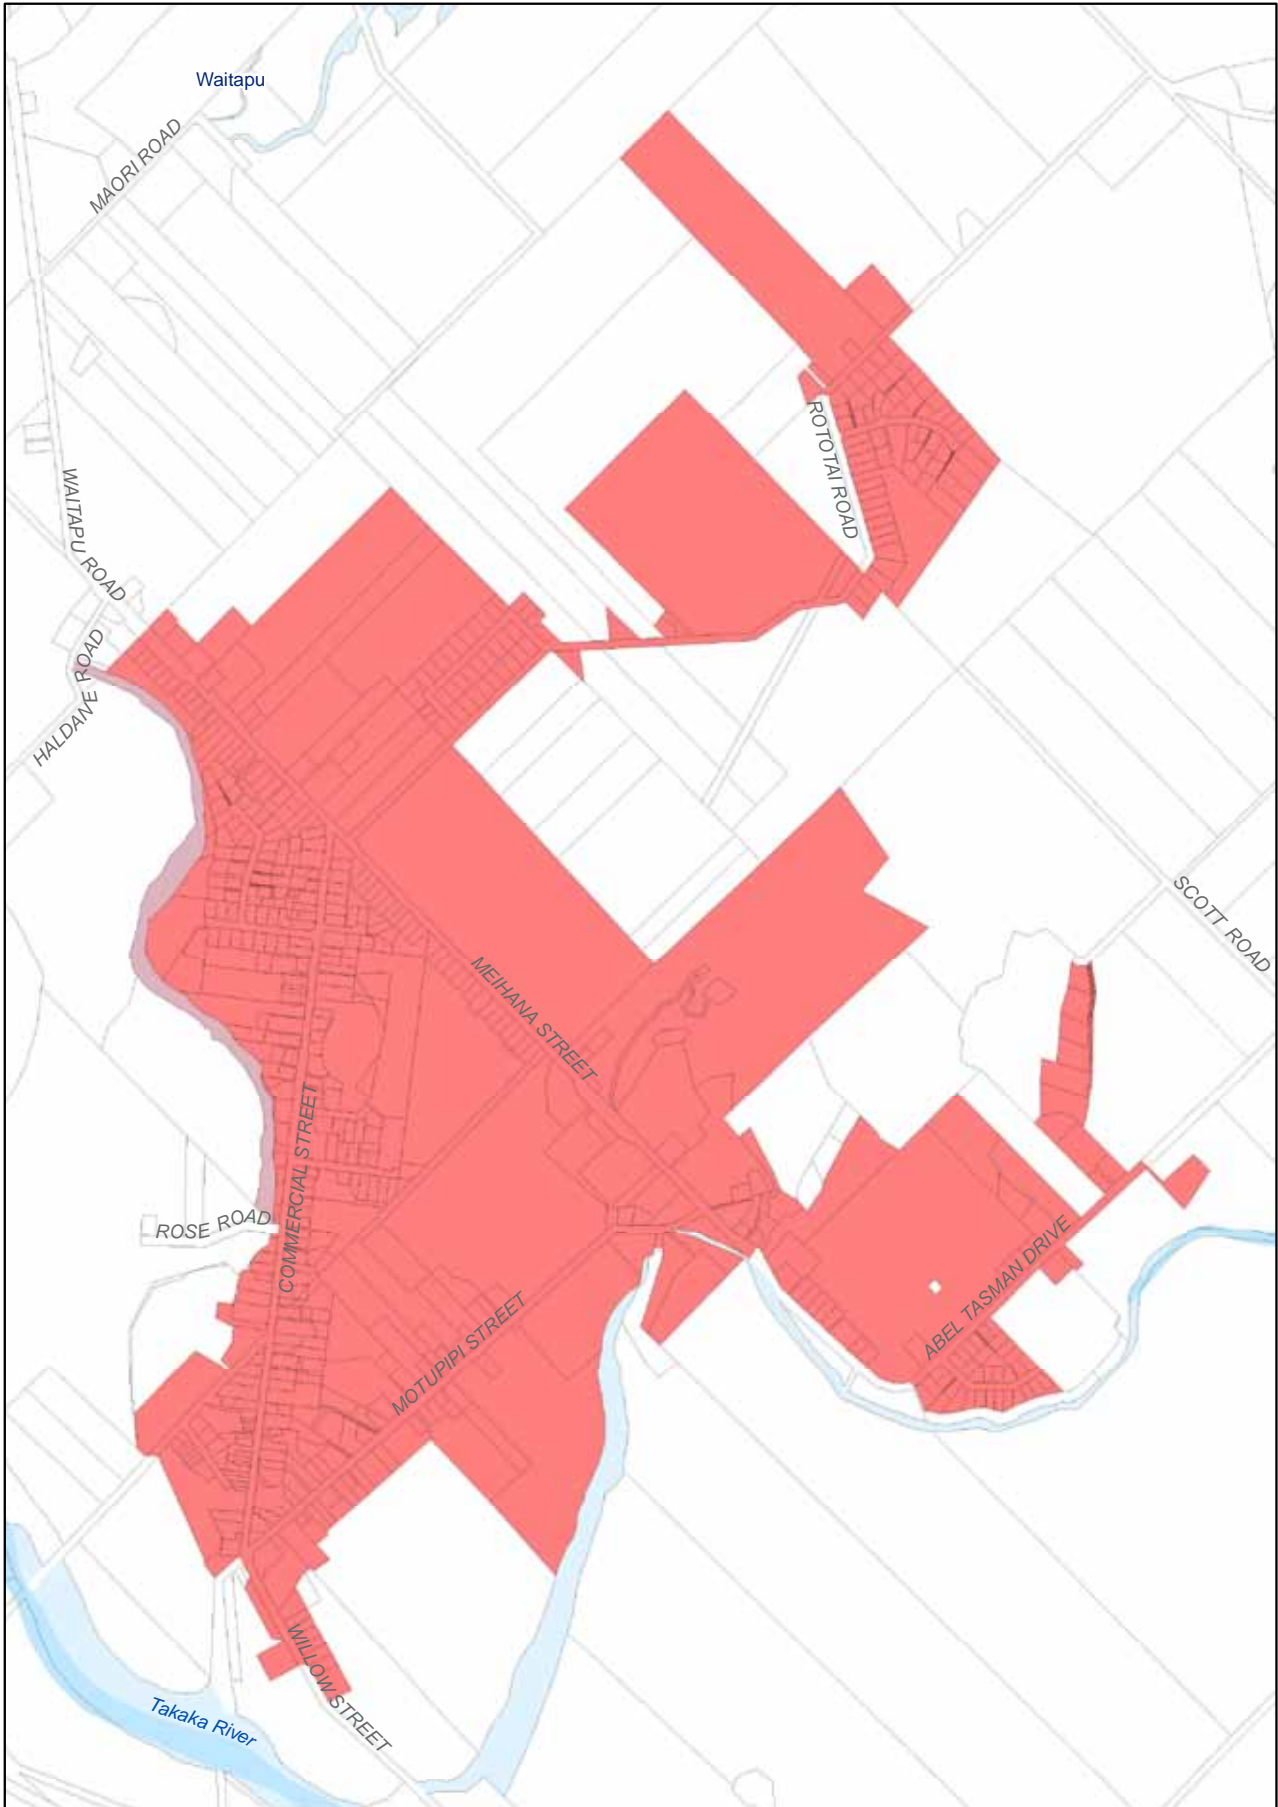 Waitapu
MAORI ROAD
ROTOTAI ROAD
WAITAPU ROAD
HALDANE ROAD
SCOTT ROAD
MEIHANA STREET
COMMERCIAL STREET
ROSE ROAD
ABEL TASMAN DRIVE
MOTUPIPI STREET
WILLOW STREET
Takaka River